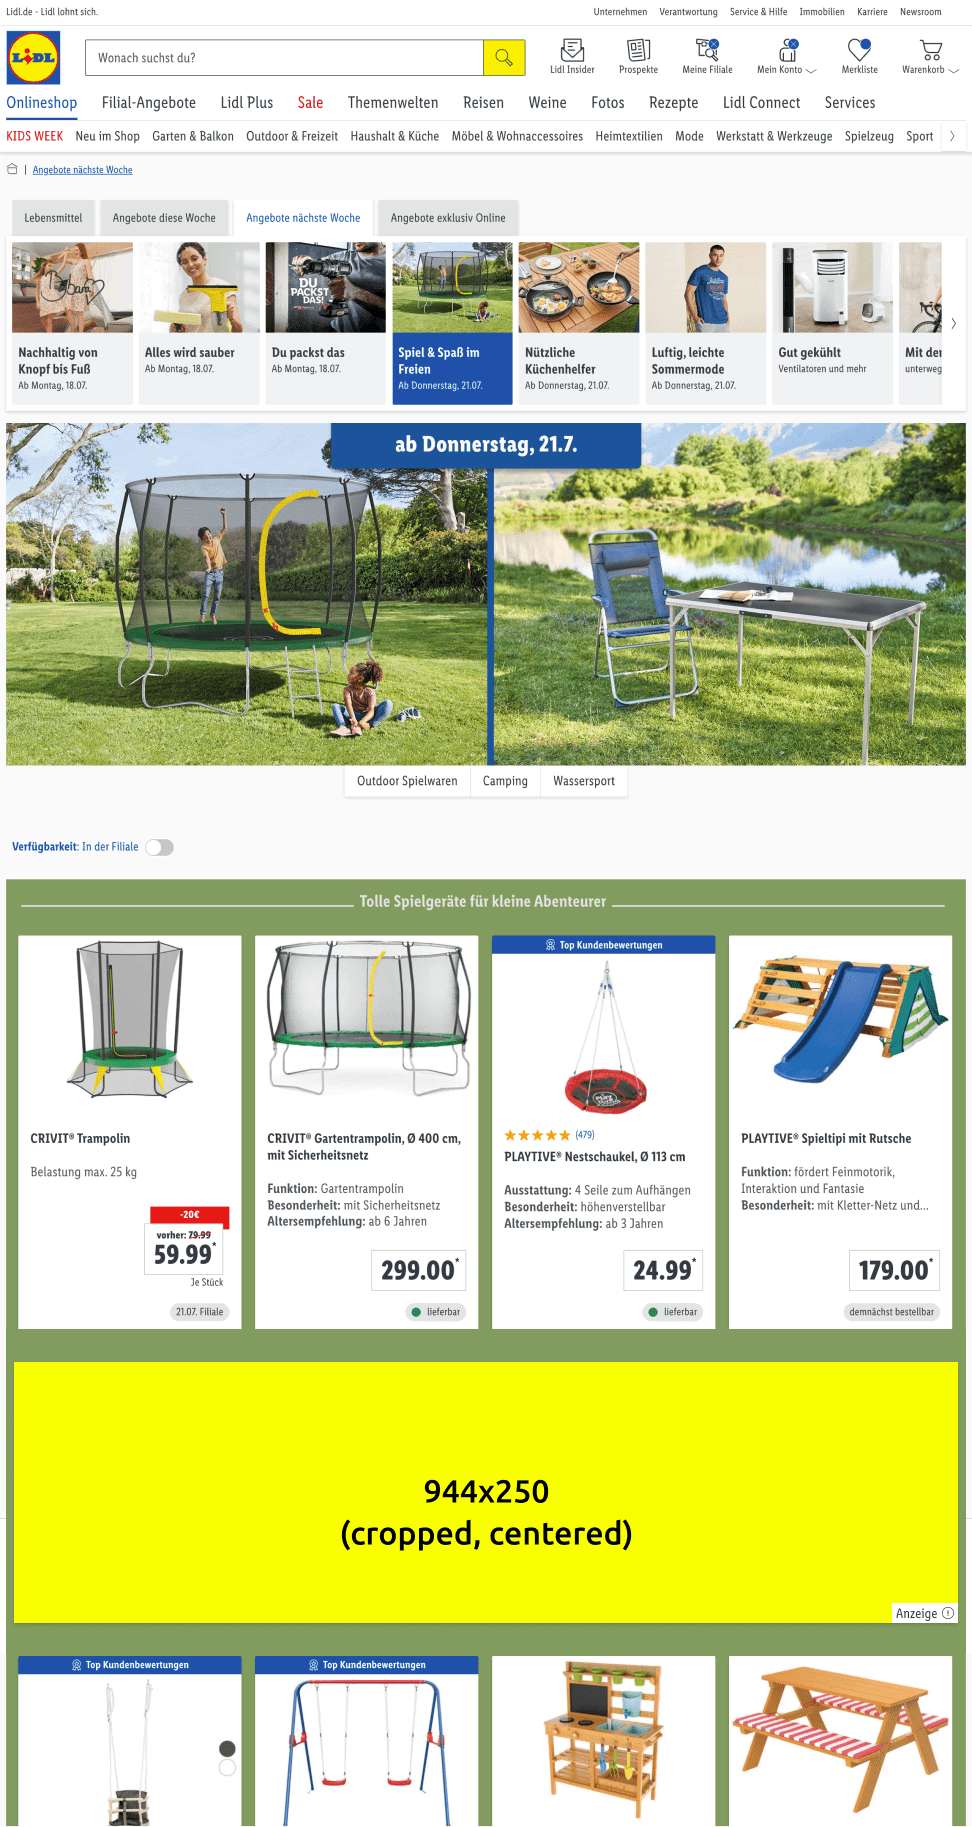 Lidl.de - Lidl lohnt sich.
Unternehmen Verantwortung Service & Hilfe Immobilien Karriere Newsroom
LIDL
Wonach suchst du?
Lidl Insider Prospekte Meine Filiale Mein Konto Merkliste Warenkorb
Onlineshop Filial-Angebote Lidl Plus Sale Themenwelten Reisen Weine Fotos Rezepte Lidl Connect Services
KIDS WEEK Neu im Shop Garten & Balkon Outdoor & Freizeit Haushalt & Küche Möbel & Wohnaccessoires Heimtextilien Mode Werkstatt & Werkzeuge Spielzeug Sport
| Angebote nächste Woche
Lebensmittel Angebote diese Woche Angebote nächste Woche Angebote exklusiv Online
DU
PACKST
DAS!
Nachhaltig von
Knopf bis Fuß
Ab Montag, 18.07.
Alles wird sauber
Ab Montag, 18.07.
Du packst das
Ab Montag, 18.07.
Spiel & Spaß im
Freien
Ab Donnerstag, 21.07.
Nützliche
Küchenhelfer
Ab Donnerstag, 21.07.
Luftig, leichte
Sommermode
Ab Donnerstag, 21.07.
Gut gekühlt
Ventilatoren und mehr
Mit der
unterweg
ab Donnerstag, 21.7.
Outdoor Spielwaren Camping Wassersport
Verfügbarkeit: In der Filiale
Tolle Spielgeräte für kleine Abenteurer
CRIVIT® Trampolin
Belastung max. 25 kg
-20€
vorher: 79.99
59.99*
Je Stück
21.07. Filiale
CRIVIT® Gartentrampolin, Ø 400 cm,
mit Sicherheitsnetz
Funktion: Gartentrampolin
Besonderheit: mit Sicherheitsnetz
Altersempfehlung: ab 6 Jahren
299.00*
lieferbar
Top Kundenbewertungen
(479)
PLAYTIVE® Nestschaukel, Ø 113 cm
Ausstattung: 4 Seile zum Aufhängen
Besonderheit: höhenverstellbar
Altersempfehlung: ab 3 Jahren
24.99*
lieferbar
PLAYTIVE® Spieltipi mit Rutsche
Funktion: fördert Feinmotorik,
Interaktion und Fantasie
Besonderheit: mit Kletter-Netz und...
179.00*
demnächst bestellbar
944x250
(cropped, centered)
Anzeige
Top Kundenbewertungen
Top Kundenbewertungen